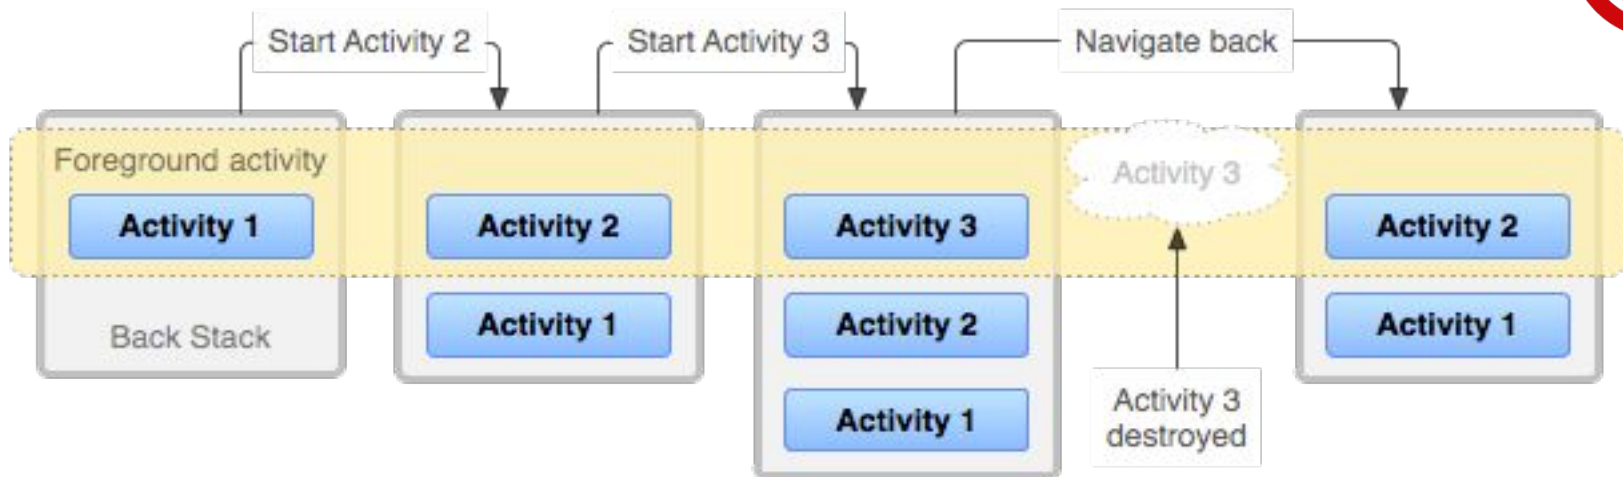 Start Activity 2
Start Activity 3
Navigate back
Foreground activity
Activity 1
Back Stack
Activity 2
Activity 1
Activity 3
Activity 2
Activity 1
Activity 3
Activity 3
destroyed
Activity 2
Activity 1